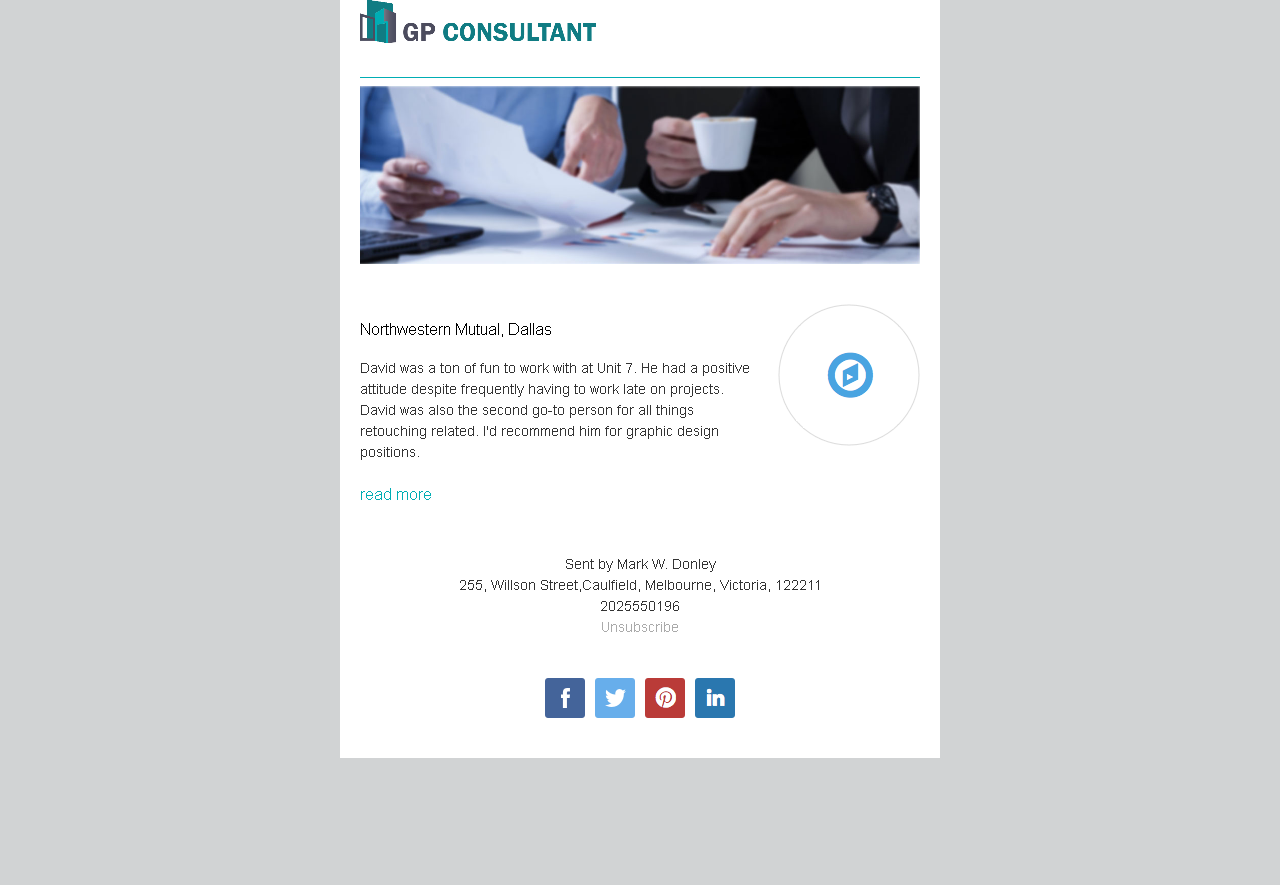 GP CONSULTANT
Northwestern Mutual, Dallas
David was a ton of fun to work with at Unit 7. He had a positive
attitude despite frequently having to work late on projects.
David was also the second go-to person for all things
retouching related. I'd recommend him for graphic design
positions.
read more
Sent by Mark W. Donley
255, Willson Street,Caulfield, Melbourne, Victoria, 122211
2025550196
Unsubscribe